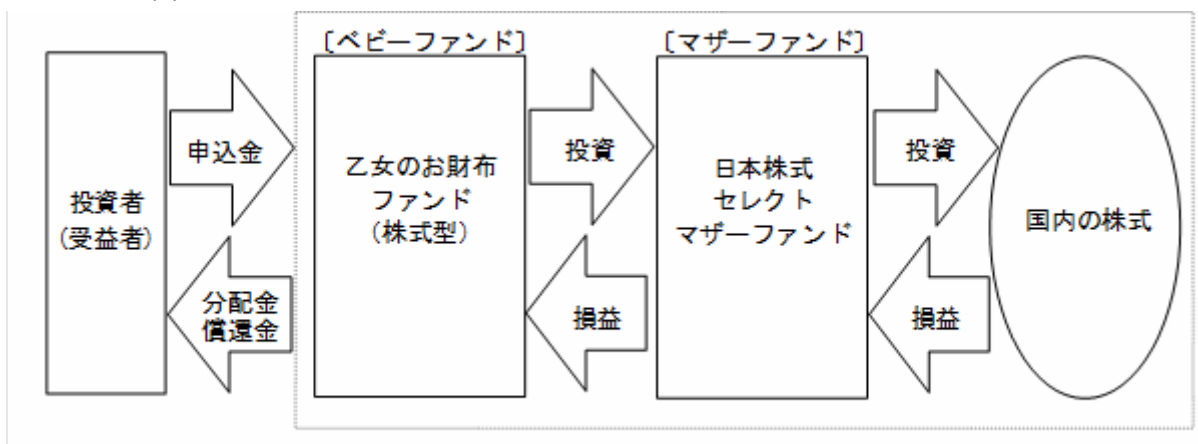 ［ベビーファンド］
［マザーファンド］
申込金
投資
投資
乙女のお財布
ファンド
（株式型）
日本株式
セレクト
マザーファンド
投資者
（受益者）
国内の株式
分配金
償還金
損益
損益